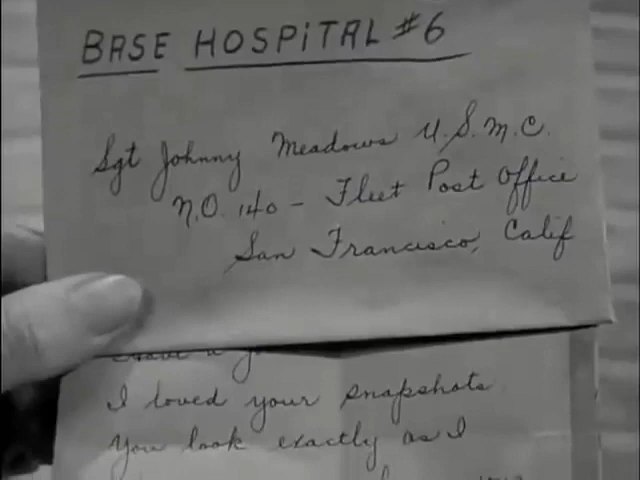 BASE HOSPITAL #6
Sgt Johnny Meadows U.S.M.C.
N.O. 140 - Fleet Post Office
San Francisco, Calif
I loved your snapshots
You look exactly as I